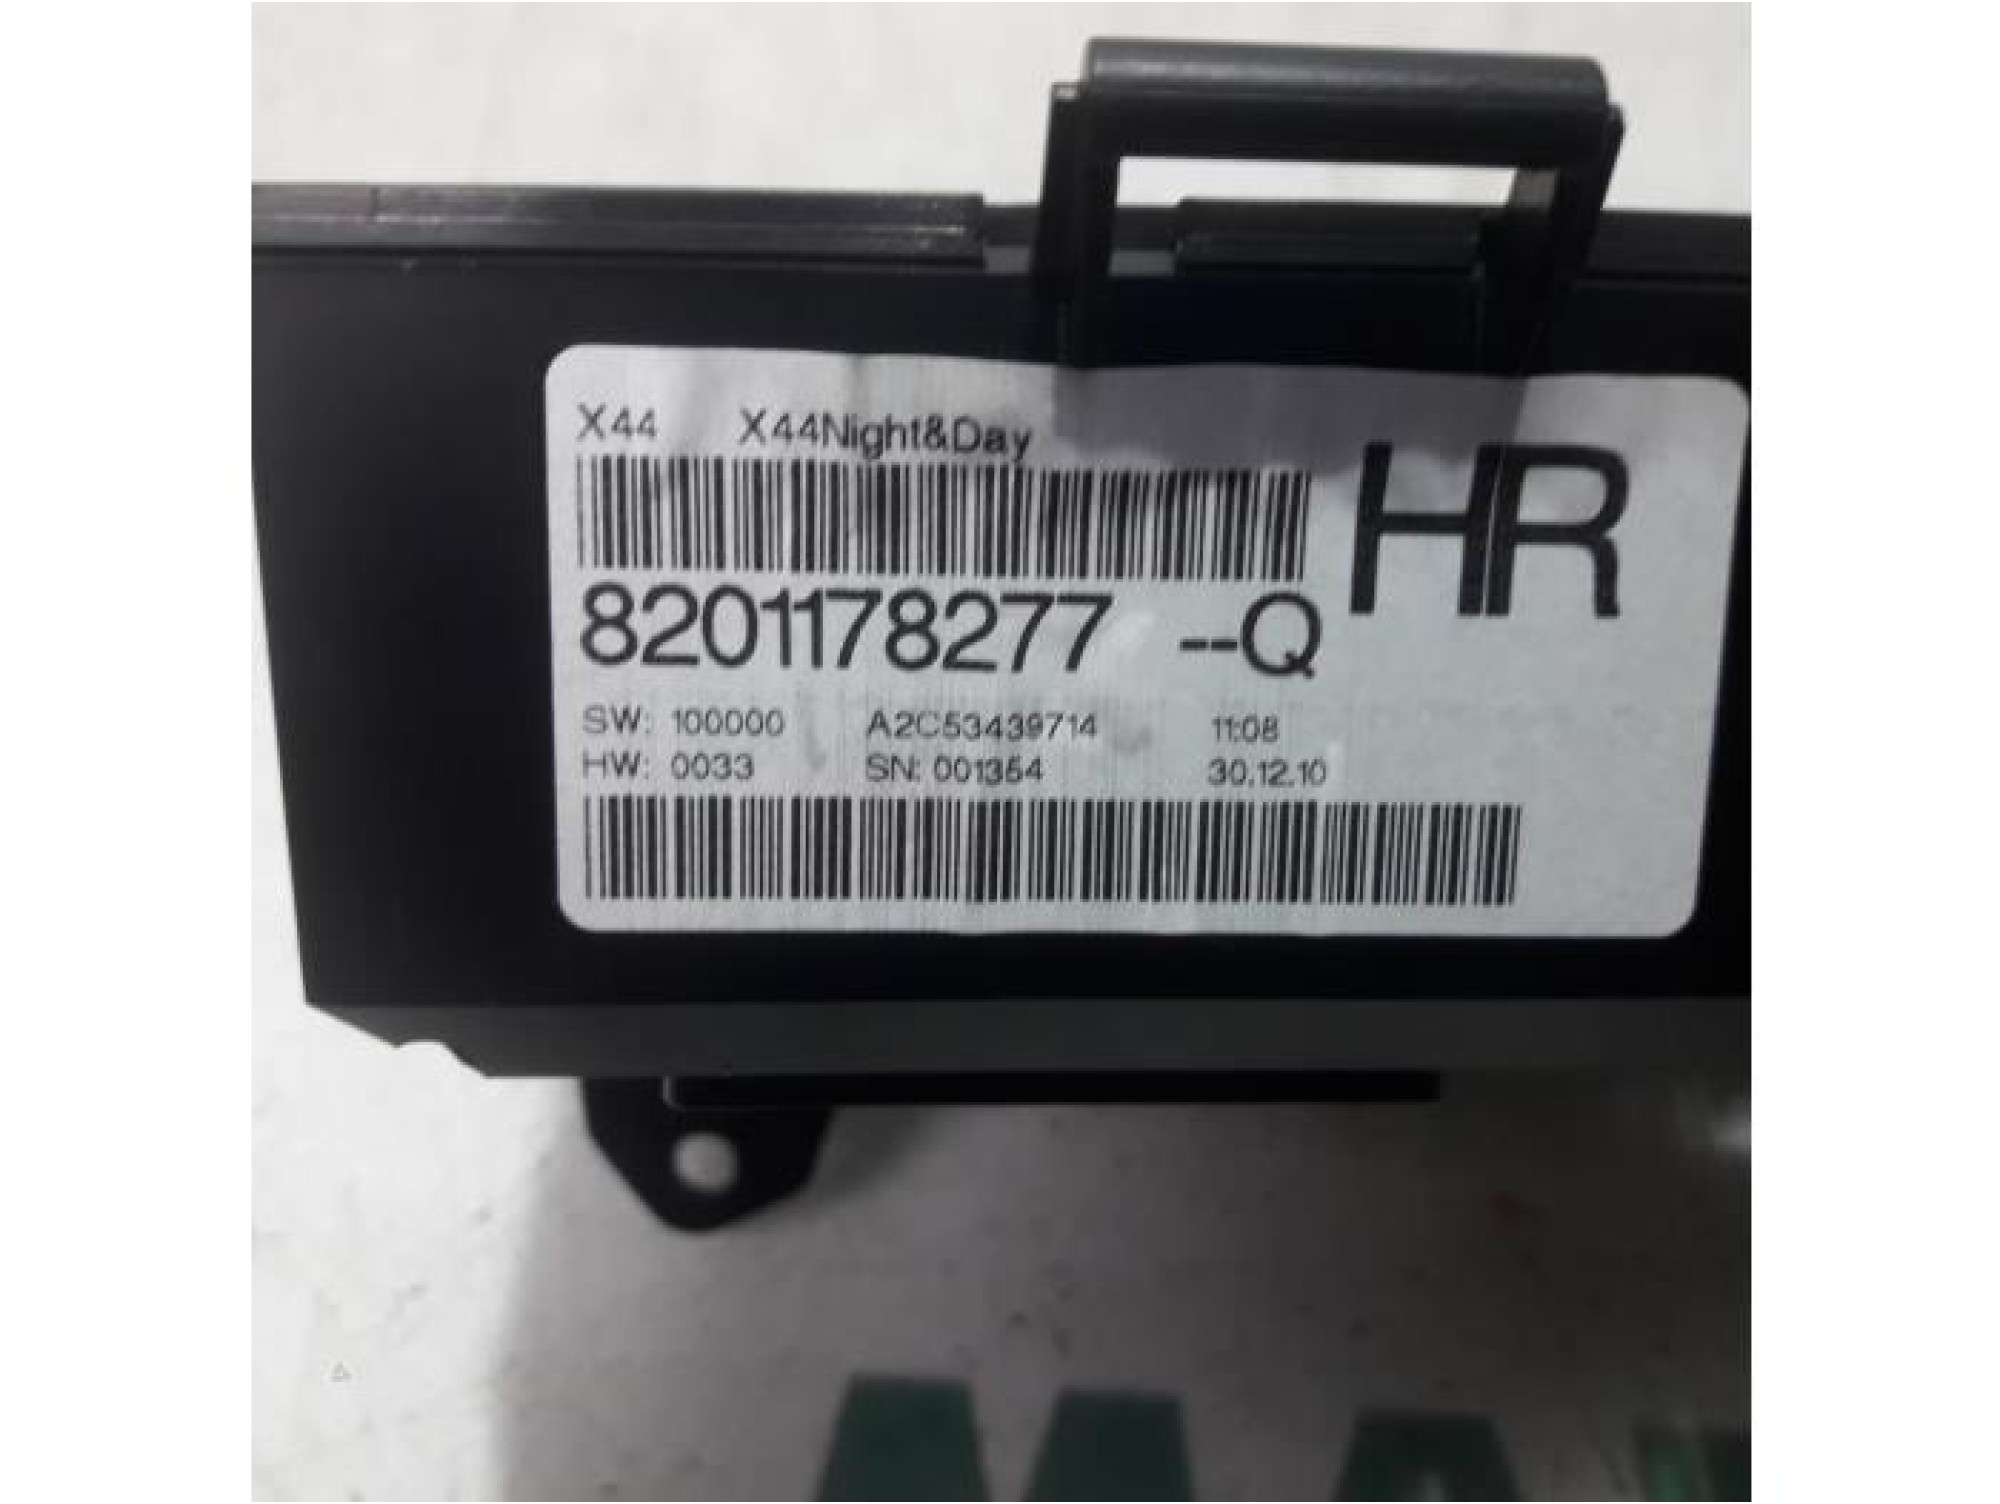 X44 X44Night&Day
HR
8201178277 --Q
SW: 100000 A2C53439714 11:08
HW: 0033 SN: 001354 30.12.10